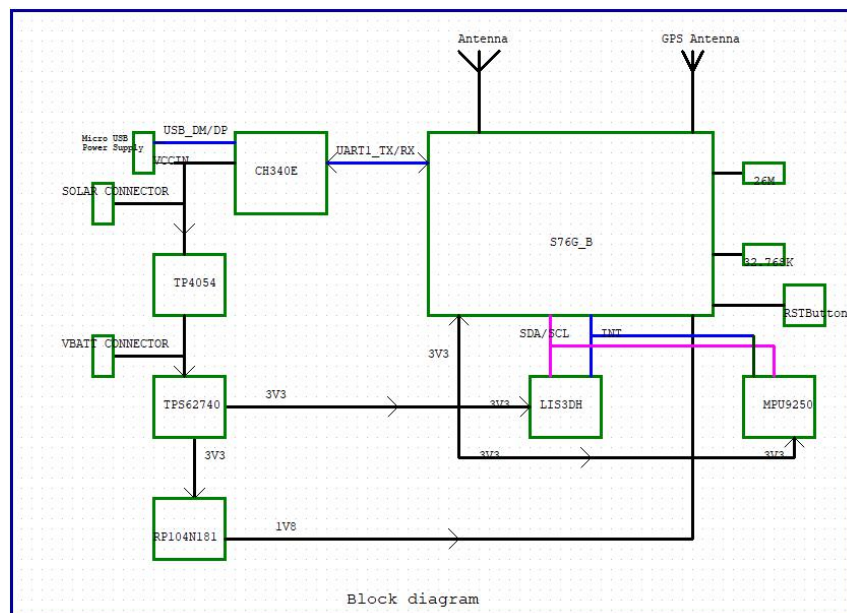 Antenna
GPS Antenna
USB_DM/DP
Micro USB
Power Supply
UART1_TX/RX
VCCIN
CH340E
26M
SOLAR CONNECTOR
S76G_B
32.768K
TP4054
RSTButton
SDA/SCL
INT
VBATT CONNECTOR
3V3
3V3
3V3
TPS62740
LIS3DH
MPU9250
3V3
3V3
3V3
1V8
RP104N181
Block diagram